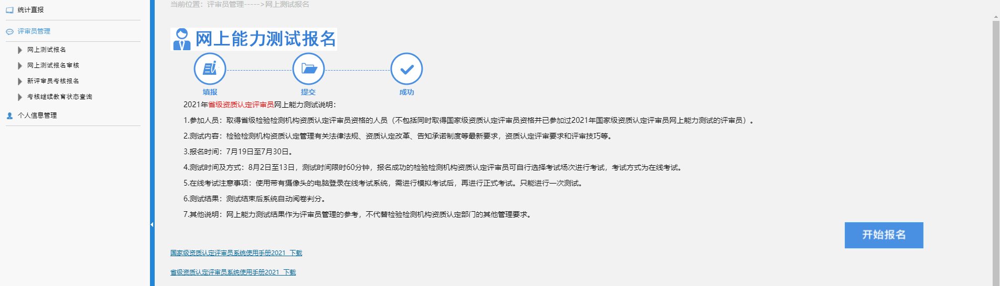 统计直报
评审员管理
网上测试报名
网上测试报名审核
新评审员考核报名
考核继续教育状态查询
个人信息管理
当前位置：评审员管理----->网上测试报名
网上能力测试报名
填报
提交
成功
2021年省级资质认定评审员网上能力测试说明：
1.参加人员：取得省级检验检测机构资质认定评审员资格的人员（不包括同时取得国家级资质认定评审员资格并已参加过2021年国家级资质认定评审员网上能力测试的评审员）。
2.测试内容：检验检测机构资质认定管理有关法律法规、资质认定改革、告知承诺制度等最新要求，资质认定评审要求和评审技巧等。
3.报名时间：7月19日至7月30日。
4.测试时间及方式：8月2日至13日，测试时间限时60分钟，报名成功的检验检测机构资质认定评审员可自行选择考试场次进行考试，考试方式为在线考试。
5.在线考试注意事项：使用带有摄像头的电脑登录在线考试系统，需进行模拟考试后，再进行正式考试。只能进行一次测试。
6.测试结果：测试结束后系统自动阅卷判分。
7.其他说明：网上能力测试结果作为评审员管理的参考，不代替检验检测机构资质认定部门的其他管理要求。
开始报名
国家级资质认定评审员系统使用手册2021 下载
省级资质认定评审员系统使用手册2021 下载